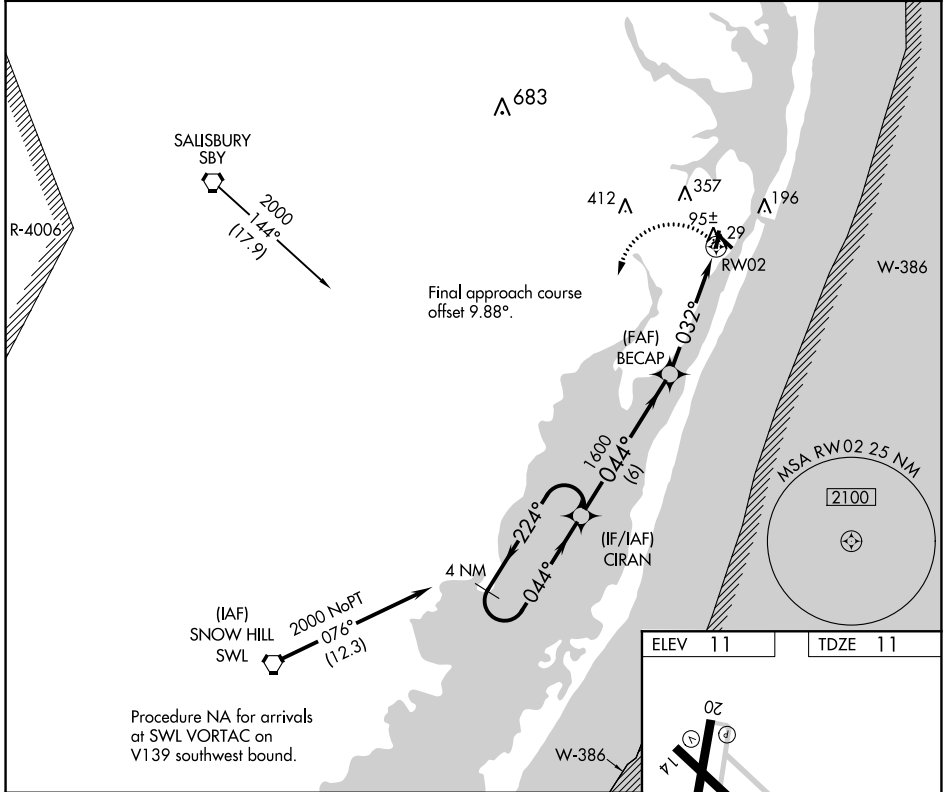 683
SALISBURY
SBY
2000
144°
(17.9)
R-4006
412
357
196
95±
29
RW02
W-386
Final approach course
offset 9.88°.
032°
(FAF)
BECAP
1600
044°
(6)
MSA RW02 25 NM
2100
224°
(IF/IAF)
CIRAN
4 NM
044°
(IAF)
SNOW HILL
SWL
2000 NoPT
076°
(12.3)
Procedure NA for arrivals
at SWL VORTAC on
V139 southwest bound.
W-386
ELEV 11
TDZE 11
20
P
V
14